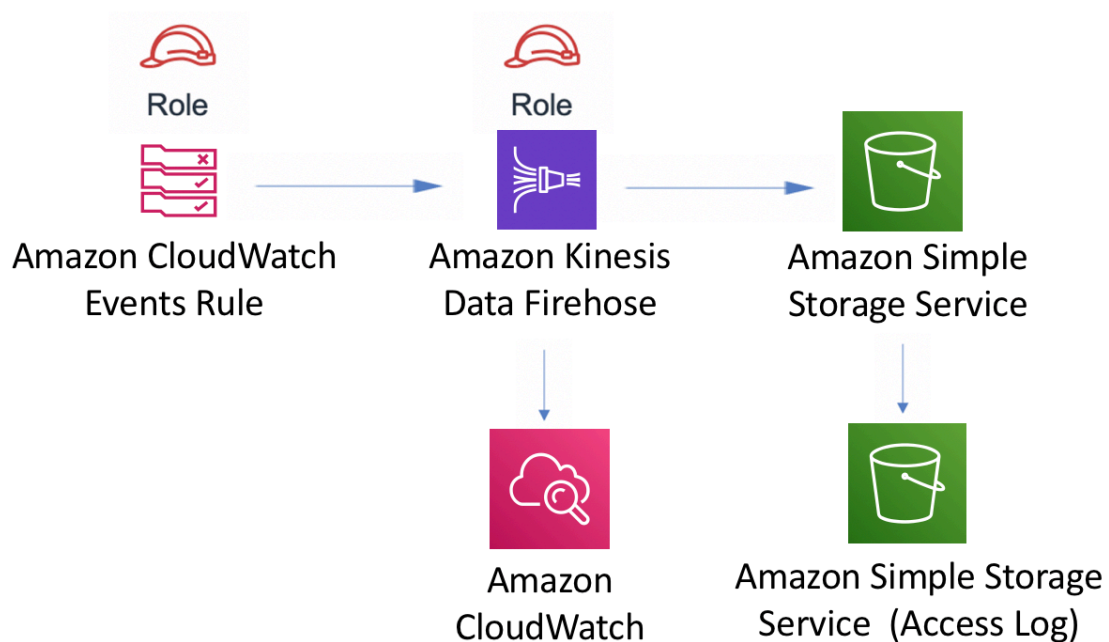 Role
Role
Amazon CloudWatch
Events Rule
Amazon Kinesis
Data Firehose
Amazon Simple
Storage Service
Amazon
CloudWatch
Amazon Simple Storage
Service (Access Log)